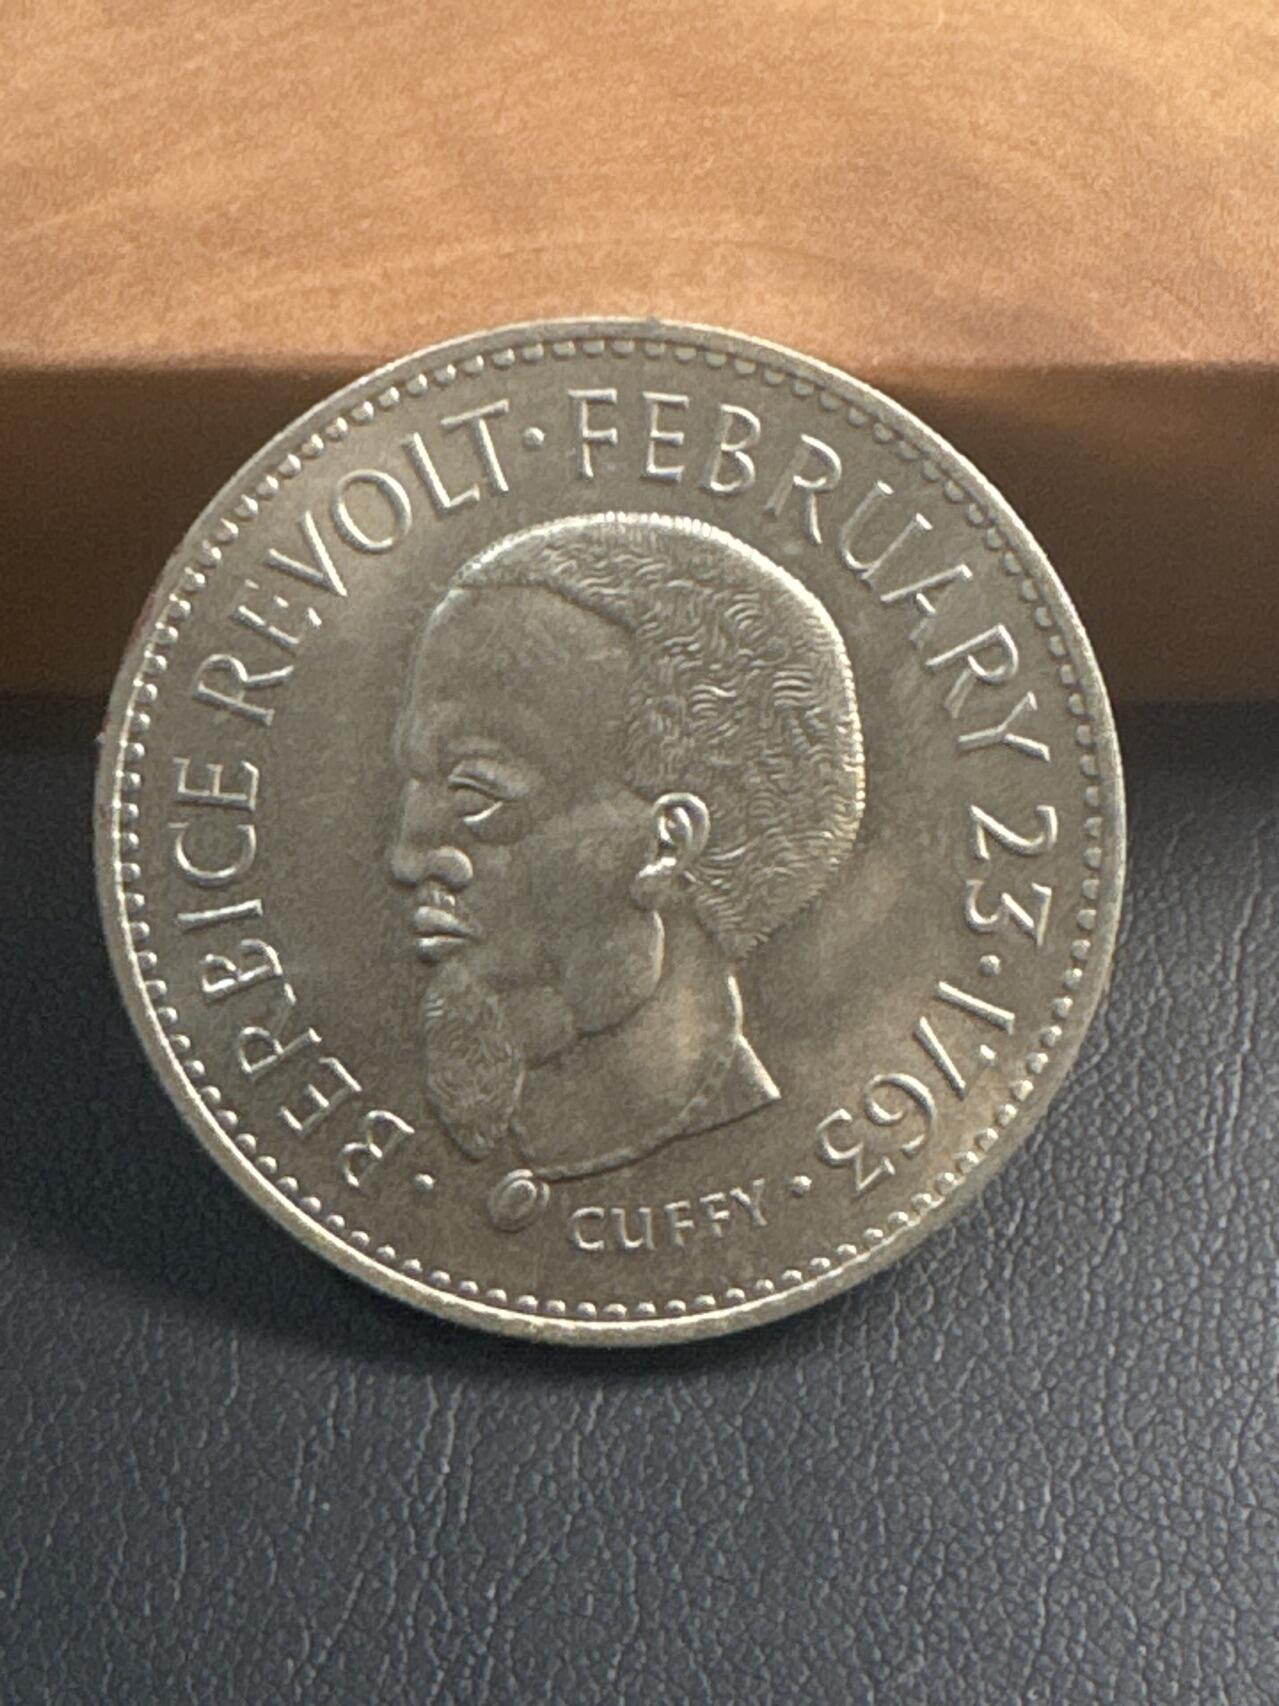 · BERBICE REVOLT · FEBRUARY 23 · 1763 ·
CUFFY